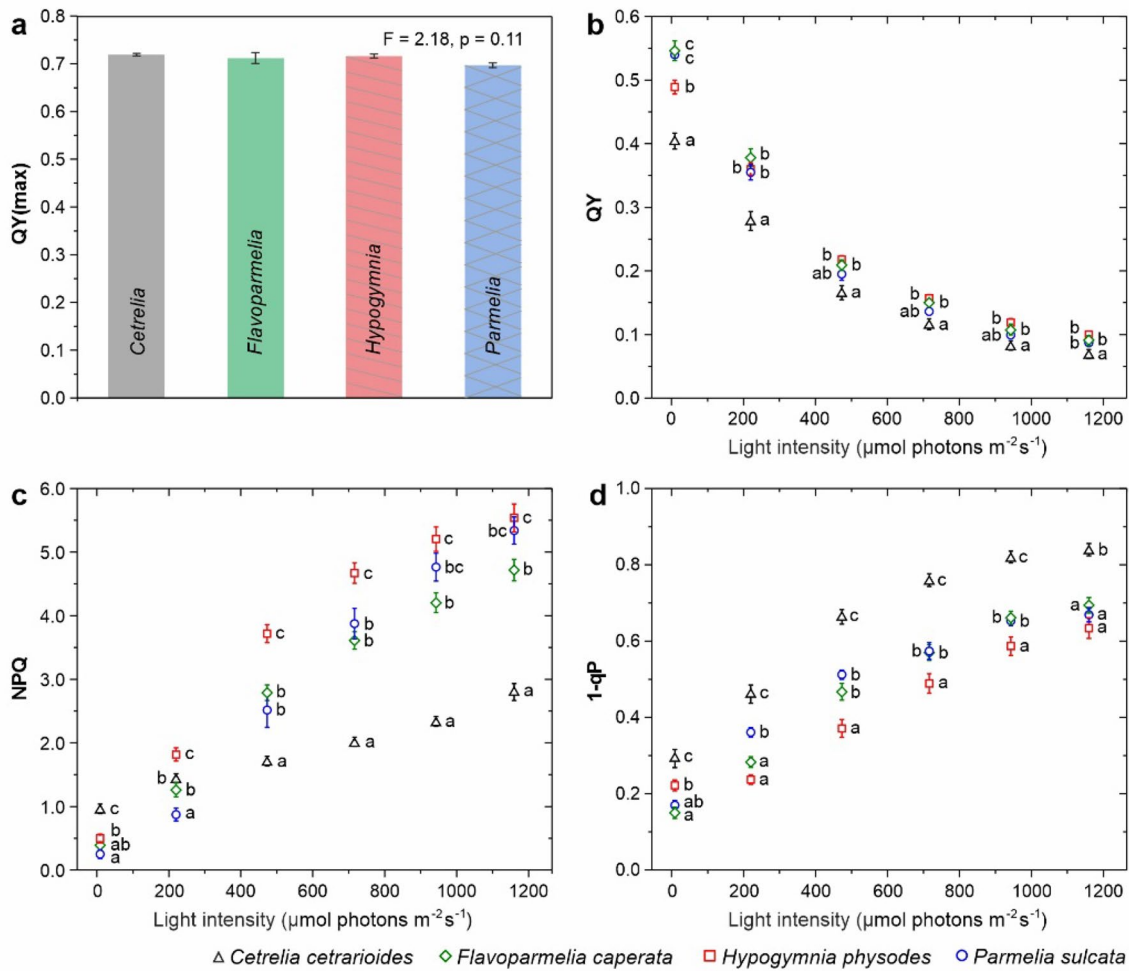 a
F = 2.18, p = 0.11
QY(max)
0.8
0.7
0.6
0.5
0.4
0.3
0.2
0.1
0.0
Cetrelia
Flavoparmelia
Hypogymnia
Parmelia
b
QY
0.6
0.5
0.4
0.3
0.2
0.1
0.0
c
c
b
a
b
b b
a
b
b
ab
a
b
b
ab
a
b
b
ab
a
b
b
b
a
0 200 400 600 800 1000 1200
Light intensity (µmol photons m⁻²s⁻¹)
c
NPQ
6.0
5.0
4.0
3.0
2.0
1.0
0.0
c
b
ab
a
c
b
b
a
c
b
b
a
c
b
b
a
c
bc
b
a
c
bc
b
a
0 200 400 600 800 1000 1200
Light intensity (µmol photons m⁻²s⁻¹)
d
1-qP
1.0
0.8
0.6
0.4
0.2
0.0
c
b
ab
a
c
b
a
a
c
b
b
a
c
b b
a
c
b b
a
b
a a
a
0 200 400 600 800 1000 1200
Light intensity (µmol photons m⁻²s⁻¹)
Cetrelia cetrarioides Flavoparmelia caperata Hypogymnia physodes Parmelia sulcata